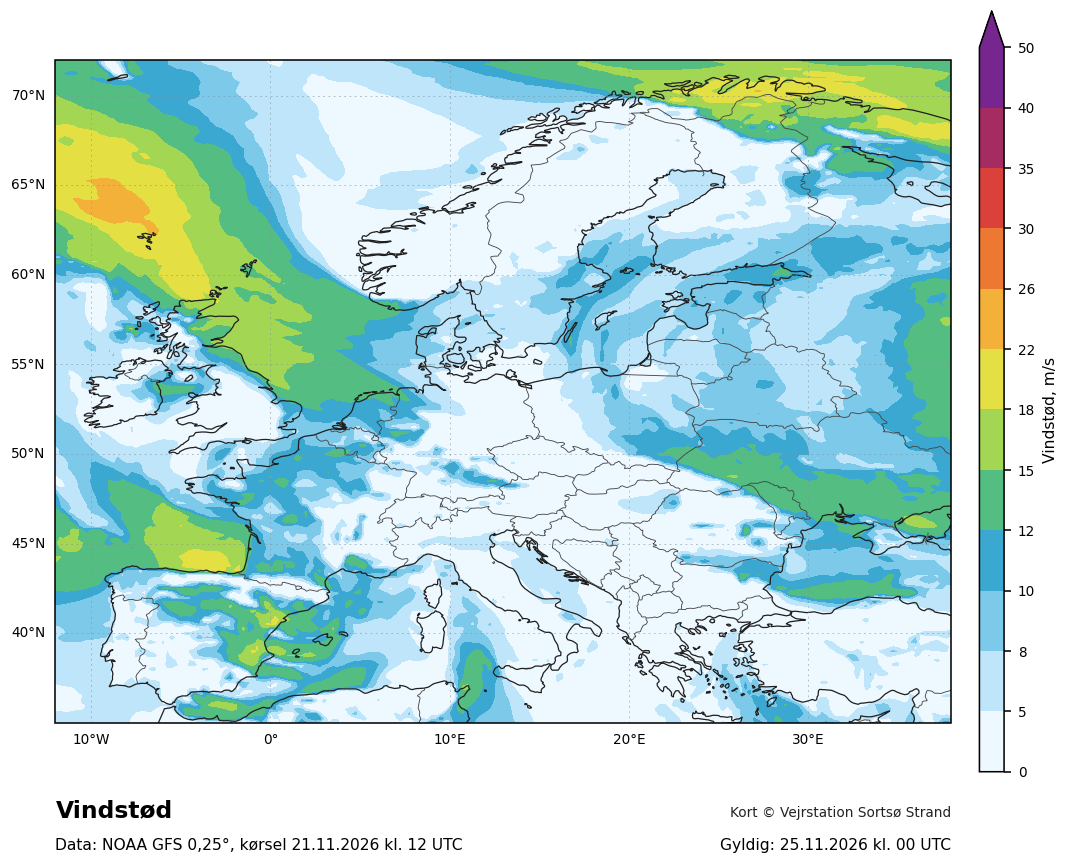 70°N
65°N
60°N
55°N
50°N
45°N
40°N
10°W
0°
10°E
20°E
30°E
50
40
35
30
26
22
18
15
12
10
8
5
0
Vindstød, m/s
Vindstød
Kort © Vejrstation Sortsø Strand
Data: NOAA GFS 0,25°, kørsel 21.11.2026 kl. 12 UTC
Gyldig: 25.11.2026 kl. 00 UTC